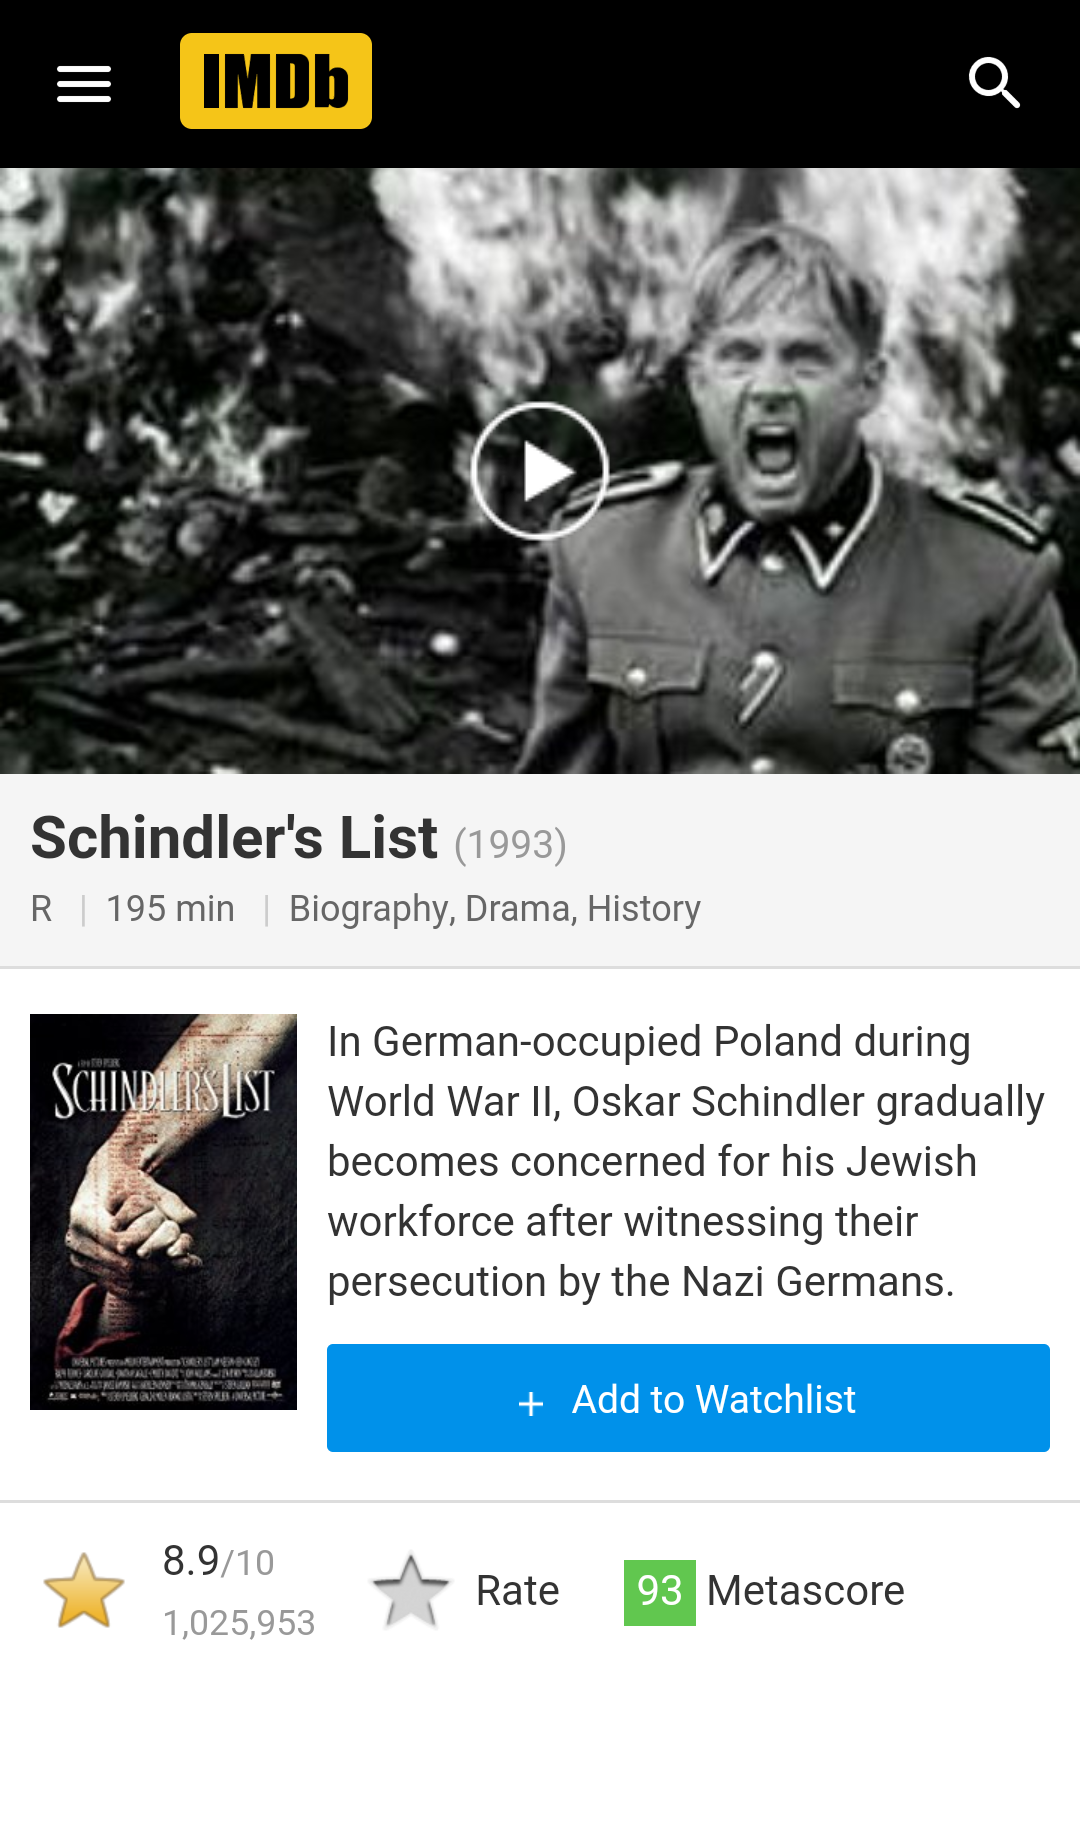 IMDb
Schindler's List (1993)
R | 195 min | Biography, Drama, History
SCHINDLER'S LIST
In German-occupied Poland during
World War II, Oskar Schindler gradually
becomes concerned for his Jewish
workforce after witnessing their
persecution by the Nazi Germans.
+ Add to Watchlist
8.9/10
1,025,953
Rate
93 Metascore